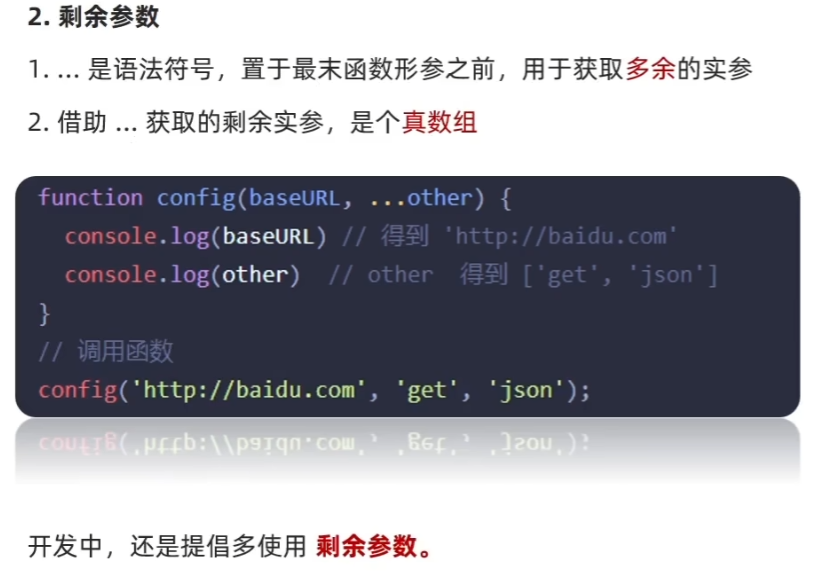 2. 剩余参数
1. ... 是语法符号，置于最末函数形参之前，用于获取多余的实参
2. 借助 ... 获取的剩余实参，是个真数组
function config(baseURL, ...other) {
  console.log(baseURL) // 得到 'http://baidu.com'
  console.log(other)  // other  得到 ['get', 'json']
}
// 调用函数
config('http://baidu.com', 'get', 'json');
开发中，还是提倡多使用 剩余参数。